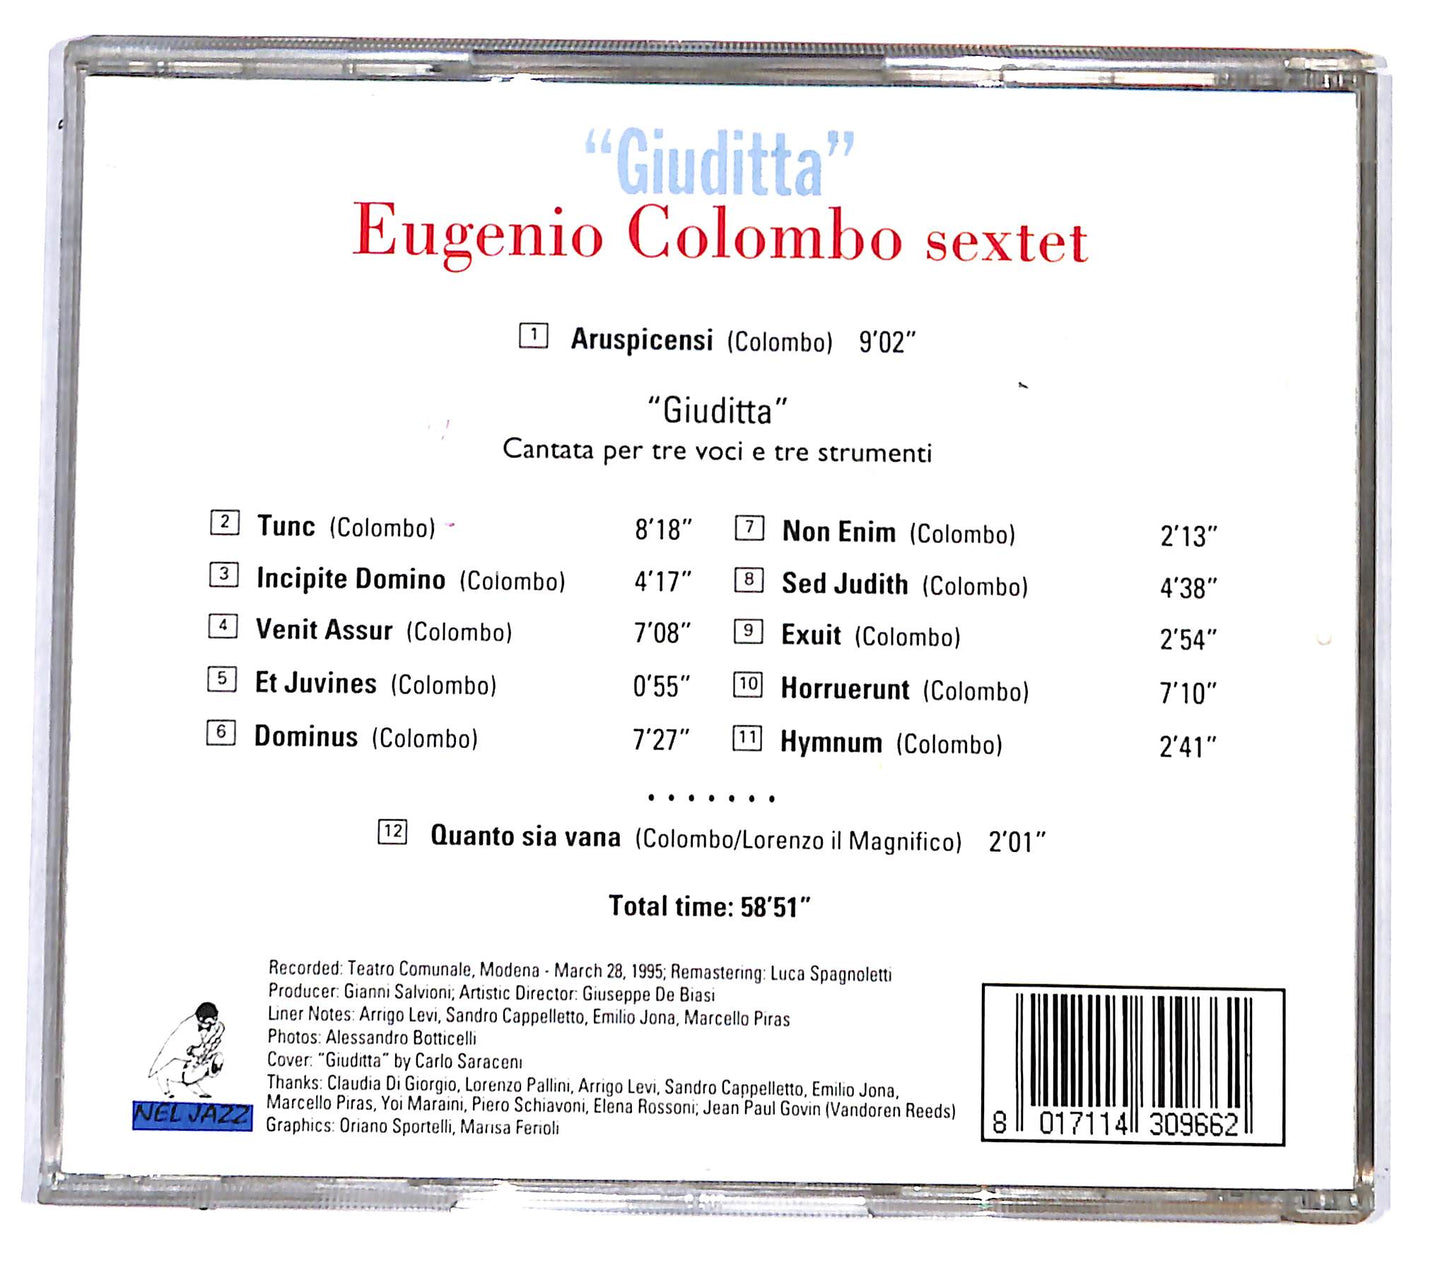 “Giuditta”
Eugenio Colombo sextet
1 Aruspicensi (Colombo) 9'02"
"Giuditta"
Cantata per tre voci e tre strumenti
2 Tunc (Colombo) 8'18"
3 Incipite Domino (Colombo) 4'17"
4 Venit Assur (Colombo) 7'08"
5 Et Juvines (Colombo) 0'55"
6 Dominus (Colombo) 7'27"
7 Non Enim (Colombo) 2'13"
8 Sed Judith (Colombo) 4'38"
9 Exuit (Colombo) 2'54"
10 Horruerunt (Colombo) 7'10"
11 Hymnum (Colombo) 2'41"
.......
12 Quanto sia vana (Colombo/Lorenzo il Magnifico) 2'01"
Total time: 58'51"
Recorded: Teatro Comunale, Modena - March 28, 1995; Remastering: Luca Spagnoletti
Producer: Gianni Salvioni; Artistic Director: Giuseppe De Biasi
Liner Notes: Arrigo Levi, Sandro Cappelletto, Emilio Jona, Marcello Piras
Photos: Alessandro Botticelli
Cover: "Giuditta" by Carlo Saraceni
Thanks: Claudia Di Giorgio, Lorenzo Pallini, Arrigo Levi, Sandro Cappelletto, Emilio Jona,
Marcello Piras, Yoi Maraini, Piero Schiavoni, Elena Rossoni; Jean Paul Govin (Vandoren Reeds)
Graphics: Oriano Sportelli, Marisa Ferioli
NEL JAZZ
8 017114 309662